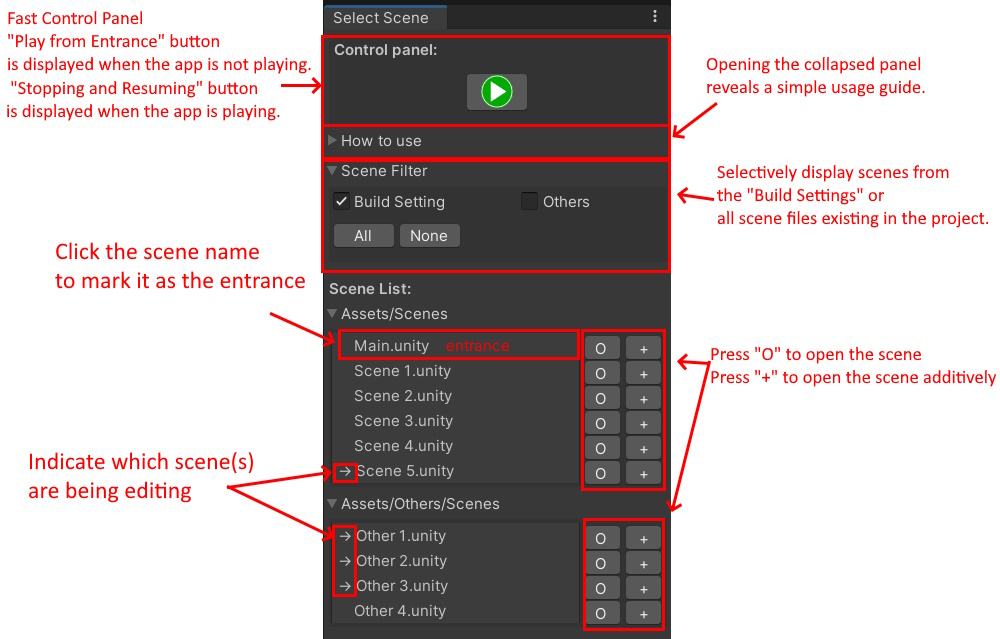 Fast Control Panel
"Play from Entrance" button
is displayed when the app is not playing.
"Stopping and Resuming" button
is displayed when the app is playing.
Select Scene
Control panel:
Opening the collapsed panel
reveals a simple usage guide.
How to use
Scene Filter
Build Setting
Others
All
None
Selectively display scenes from
the "Build Settings" or
all scene files existing in the project.
Click the scene name
to mark it as the entrance
Scene List:
Assets/Scenes
Main.unity entrance O +
Scene 1.unity O +
Scene 2.unity O +
Scene 3.unity O +
Scene 4.unity O +
→ Scene 5.unity O +
Press "O" to open the scene
Press "+" to open the scene additively
Indicate which scene(s)
are being editing
Assets/Others/Scenes
→ Other 1.unity O +
→ Other 2.unity O +
→ Other 3.unity O +
Other 4.unity O +